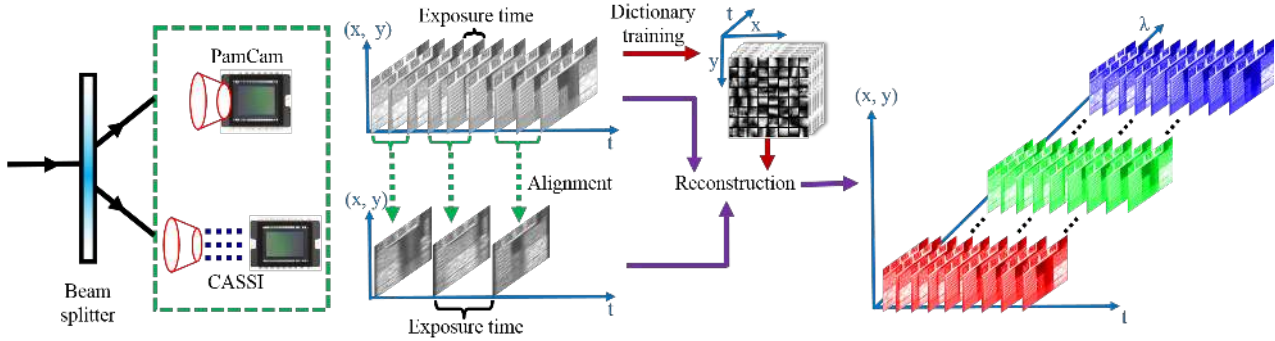 PamCam
CASSI
Beam
splitter
(x, y)
Exposure time
t
Alignment
(x, y)
t
Exposure time
Dictionary
training
t
x
y
Reconstruction
(x, y)
λ
t